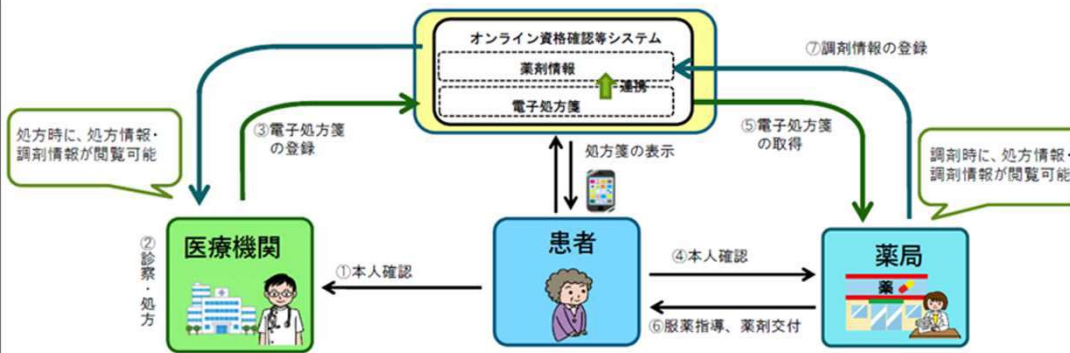 オンライン資格確認等システム
薬剤情報
連携
電子処方箋
⑦調剤情報の登録
③電子処方箋
の登録
⑤電子処方箋
の取得
処方時に、処方情報・
調剤情報が閲覧可能
処方箋の表示
調剤時に、処方情報・
調剤情報が閲覧可能
医療機関
②診察・処方
①本人確認
患者
④本人確認
⑥服薬指導、薬剤交付
薬局
薬